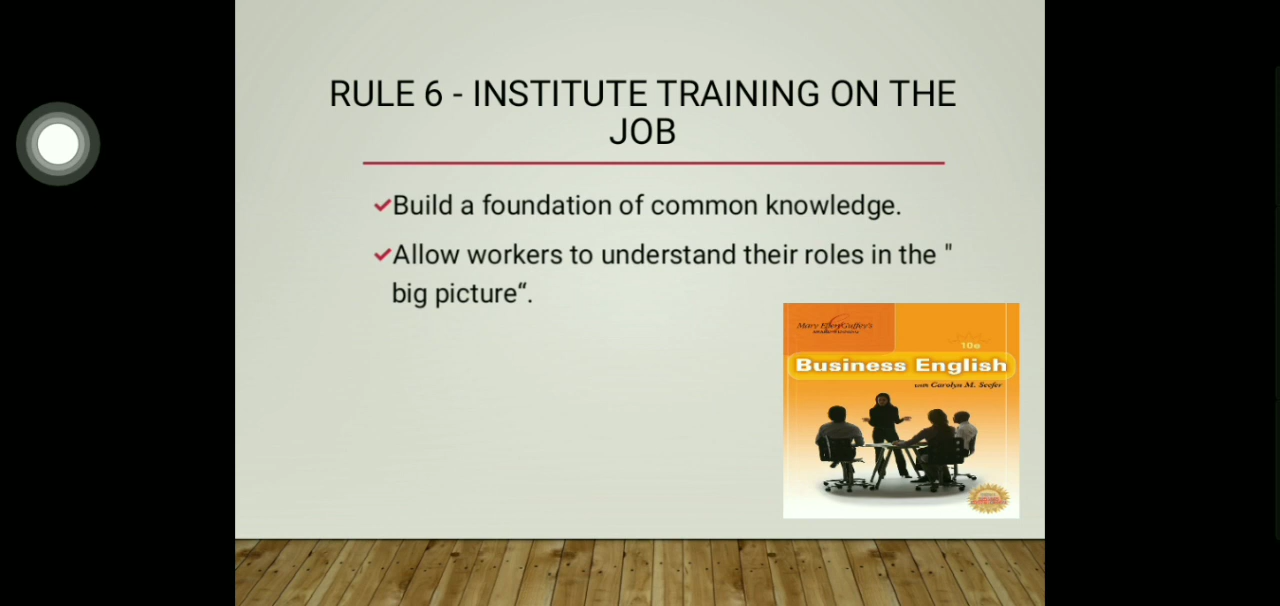 RULE 6 - INSTITUTE TRAINING ON THE
JOB
Build a foundation of common knowledge.
Allow workers to understand their roles in the "
big picture“.
Mary Ellen Guffey's
10e
Business English
with Carolyn M. Seefer